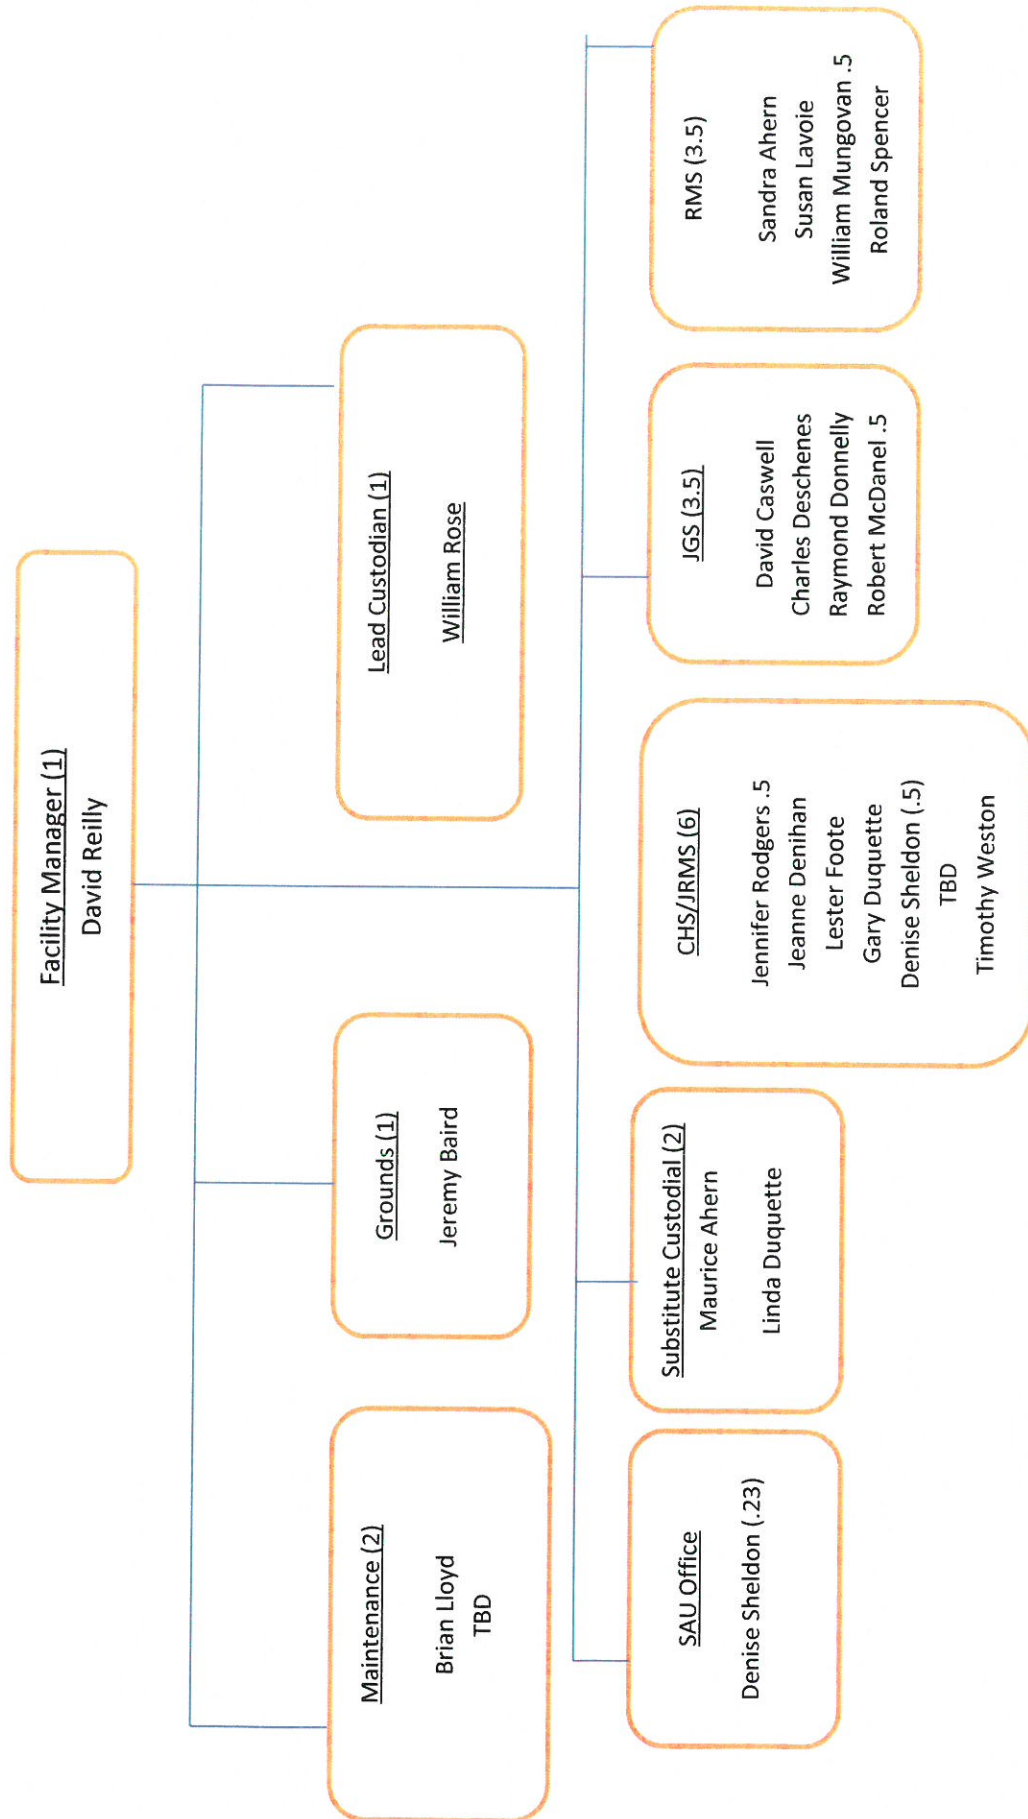 Facility Manager (1)
David Reilly
Maintenance (2)
Brian Lloyd
TBD
Grounds (1)
Jeremy Baird
Lead Custodian (1)
William Rose
SAU Office
Denise Sheldon (.23)
Substitute Custodial (2)
Maurice Ahern
Linda Duquette
CHS/JRMS (6)
Jennifer Rodgers .5
Jeanne Denihan
Lester Foote
Gary Duquette
Denise Sheldon (.5)
TBD
Timothy Weston
JGS (3.5)
David Caswell
Charles Deschenes
Raymond Donnelly
Robert McDanel .5
RMS (3.5)
Sandra Ahern
Susan Lavoie
William Mungovan .5
Roland Spencer